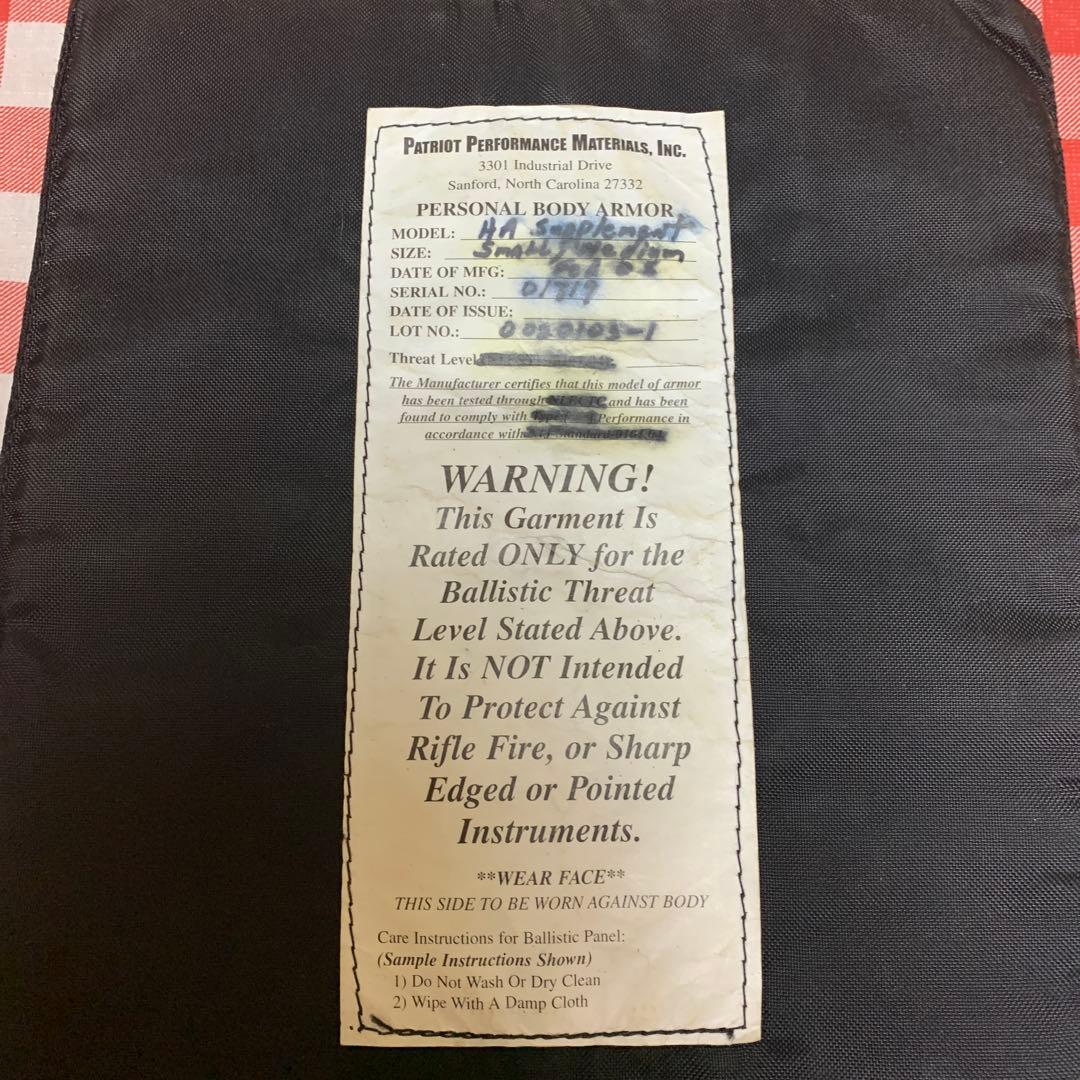 PATRIOT PERFORMANCE MATERIALS, INC.
3301 Industrial Drive
Sanford, North Carolina 27332
PERSONAL BODY ARMOR
MODEL: HA Supplement
SIZE: Small/Medium
DATE OF MFG:
SERIAL NO.:
DATE OF ISSUE:
LOT NO.:
Threat Level
The Manufacturer certifies that this model of armor
has been tested through and has been
found to comply with Performance in
accordance with
WARNING!
This Garment Is
Rated ONLY for the
Ballistic Threat
Level Stated Above.
It Is NOT Intended
To Protect Against
Rifle Fire, or Sharp
Edged or Pointed
Instruments.
**WEAR FACE**
THIS SIDE TO BE WORN AGAINST BODY
Care Instructions for Ballistic Panel:
(Sample Instructions Shown)
1) Do Not Wash Or Dry Clean
2) Wipe With A Damp Cloth